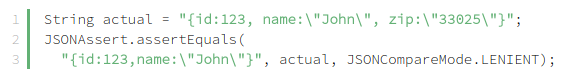 1 String actual = "{id:123, name:\"John\", zip:\"33025\"}";
2 JSONAssert.assertEquals(
3 "{id:123,name:\"John\"}", actual, JSONCompareMode.LENIENT);